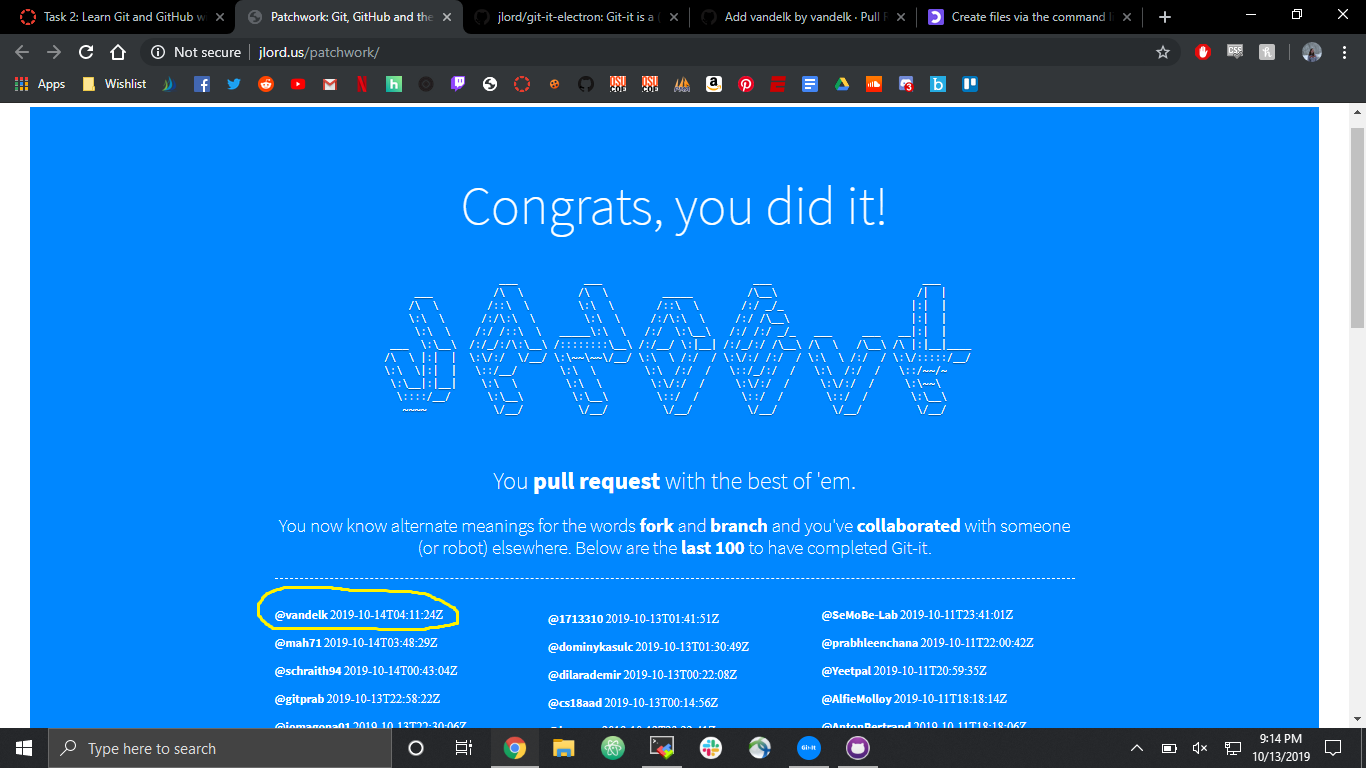 Task 2: Learn Git and GitHub w
Patchwork: Git, GitHub and the
jlord/git-it-electron: Git-it is a (
Add vandelk by vandelk · Pull
Create files via the command
Not secure
jlord.us/patchwork/
Apps
Wishlist
Congrats, you did it!
You pull request with the best of 'em.
You now know alternate meanings for the words fork and branch and you've collaborated with someone
(or robot) elsewhere. Below are the last 100 to have completed Git-it.
@vandelk 2019-10-14T04:11:24Z
@mah71 2019-10-14T03:48:29Z
@schraith94 2019-10-14T00:43:04Z
@gitprab 2019-10-13T22:58:22Z
2019-10-13T22:30:06Z
@1713310 2019-10-13T01:41:51Z
@dominykasulc 2019-10-13T01:30:49Z
@dilarademir 2019-10-13T00:22:08Z
@cs18aad 2019-10-13T00:14:56Z
@SeMoBe-Lab 2019-10-11T23:41:01Z
@prabhleenchana 2019-10-11T22:00:42Z
@Yeetpal 2019-10-11T20:59:35Z
@AlfieMolloy 2019-10-11T18:18:14Z
@AntonBertrand 2019-10-11T18:18:06Z
Type here to search
Git-It
9:14 PM
10/13/2019